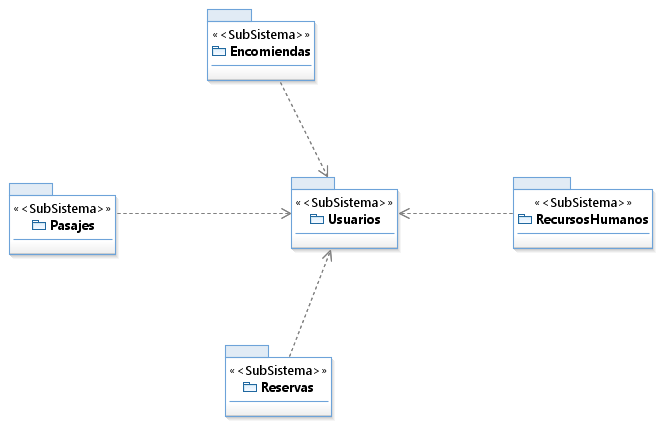 « <SubSistema> »
Encomiendas
« <SubSistema> »
Pasajes
« <SubSistema> »
Usuarios
« <SubSistema> »
RecursosHumanos
« <SubSistema> »
Reservas